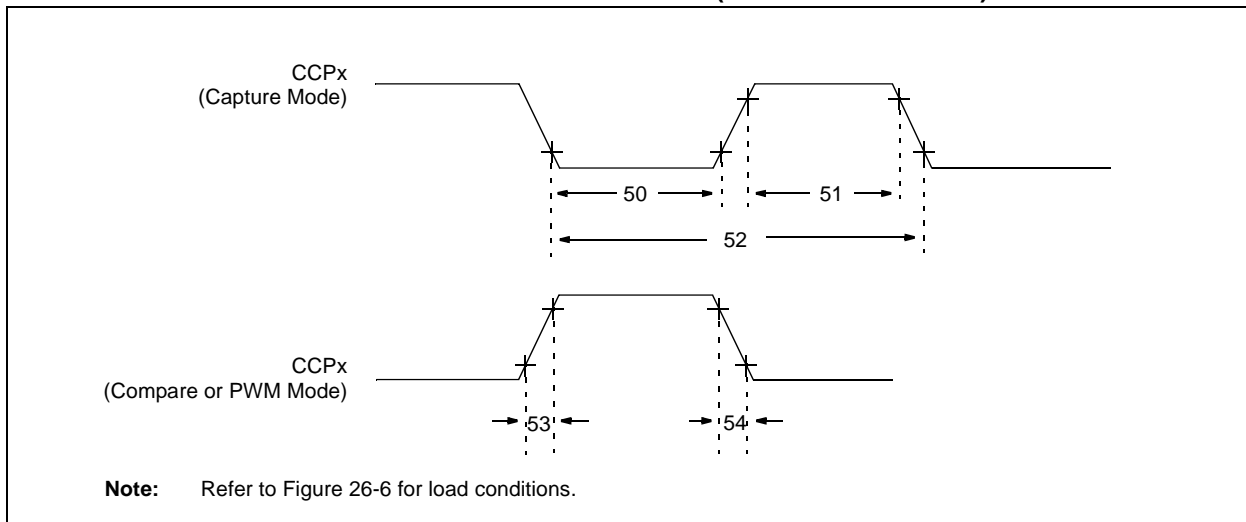 CCPx
(Capture Mode)
50
51
52
CCPx
(Compare or PWM Mode)
53
54
Note: Refer to Figure 26-6 for load conditions.